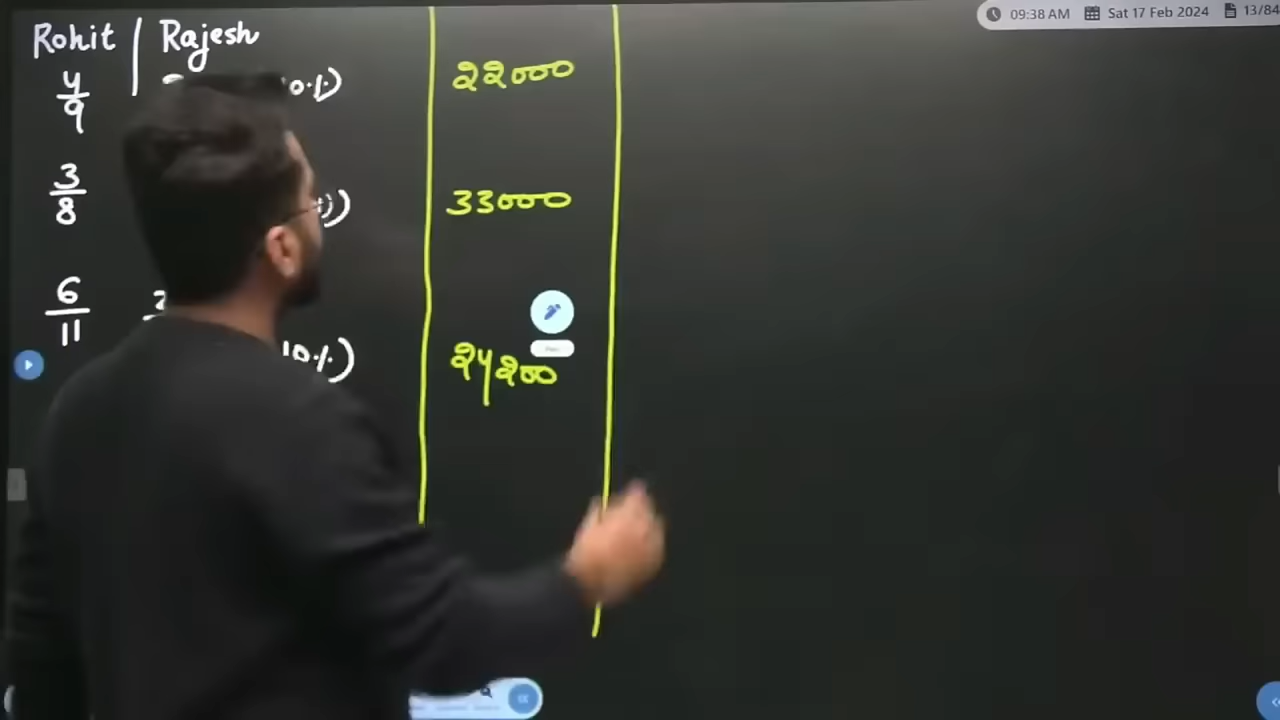 09:38 AM Sat 17 Feb 2024 13/84
Rohit | Rajesh
4/9 0%) 22000
3/8 33000
6/11 10%) 24200